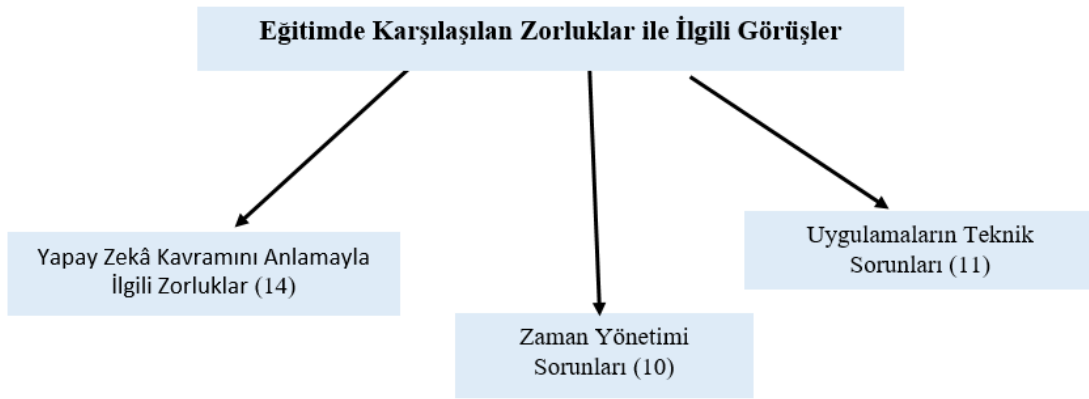 Eğitimde Karşılaşılan Zorluklar ile İlgili Görüşler
Yapay Zekâ Kavramını Anlamayla
İlgili Zorluklar (14)
Zaman Yönetimi
Sorunları (10)
Uygulamaların Teknik
Sorunları (11)